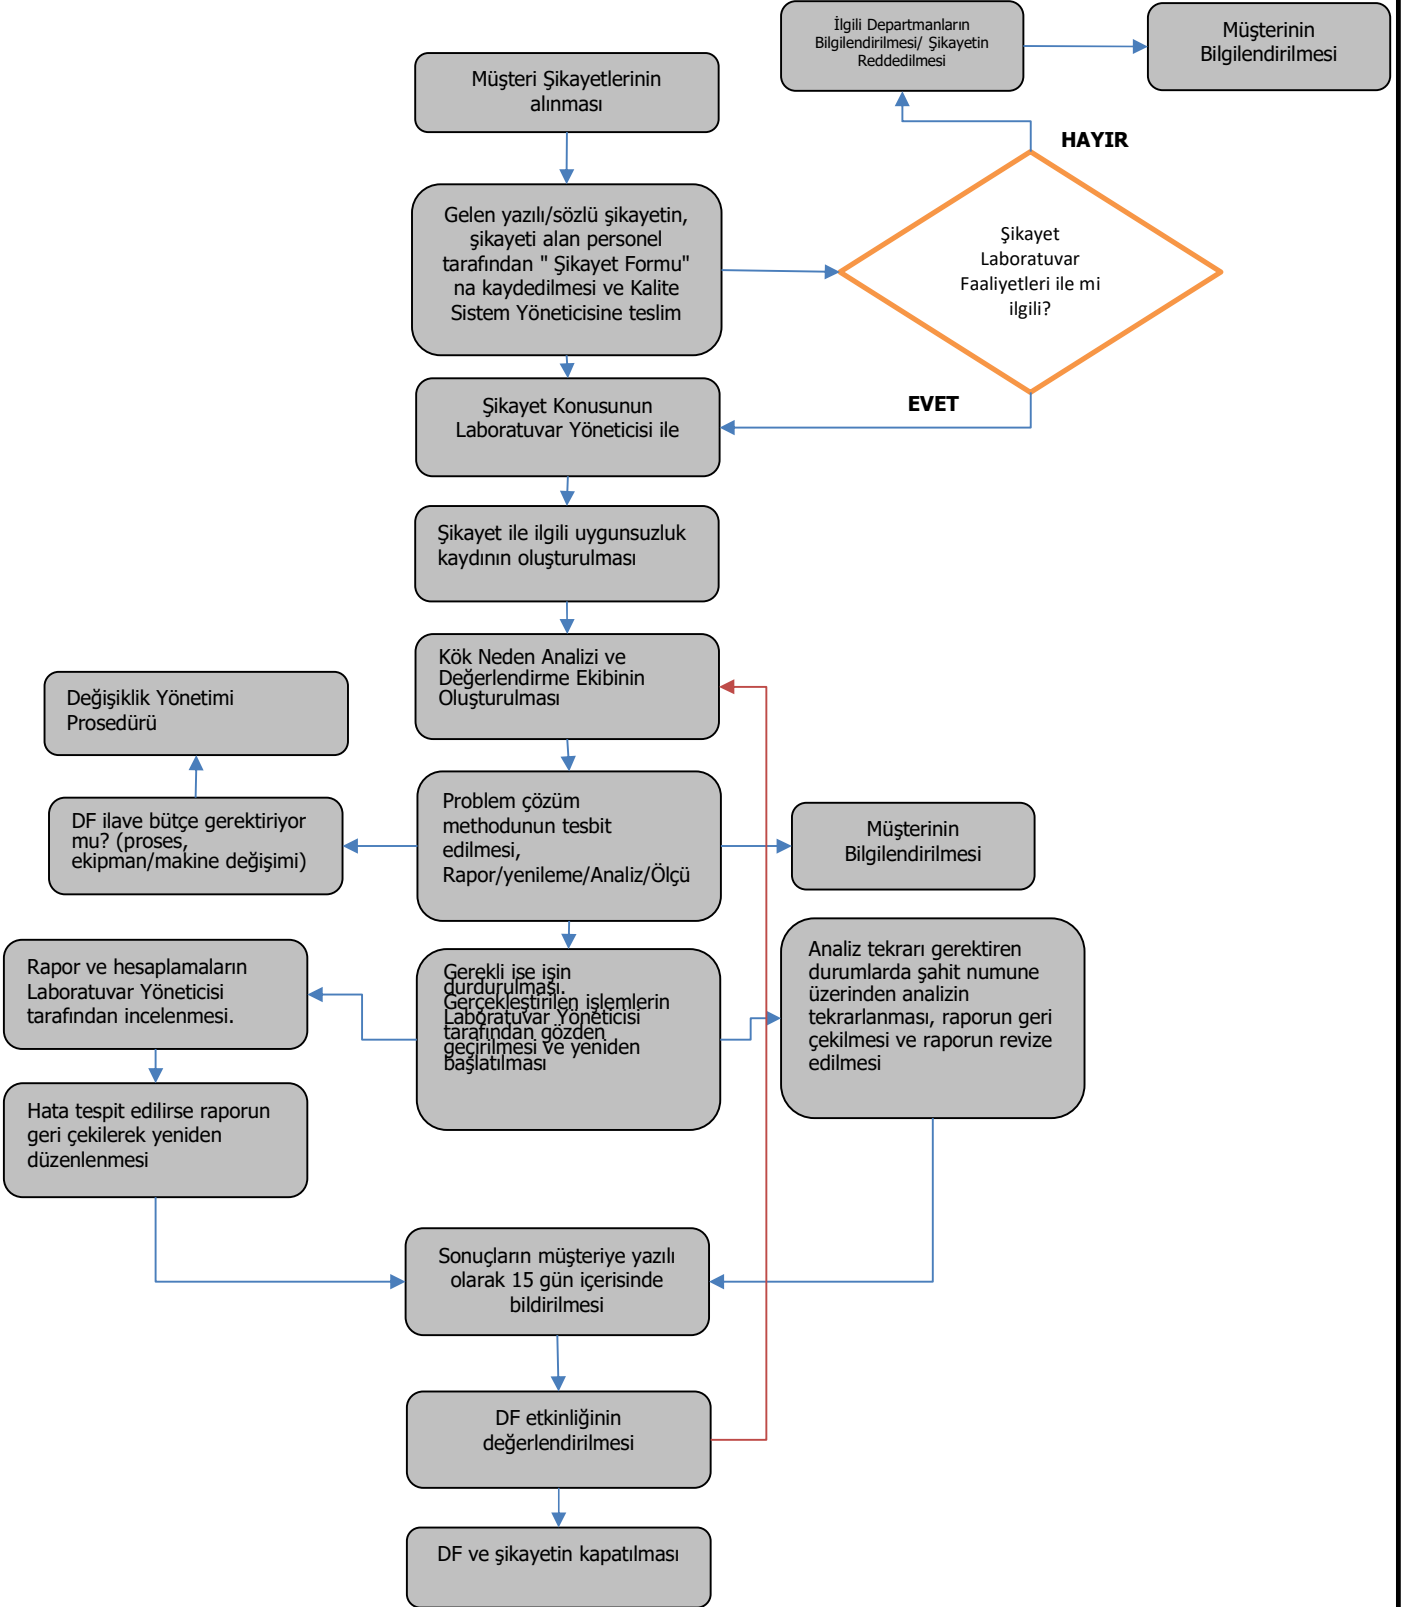 İlgili Departmanların
Bilgilendirilmesi/ Şikayetin
Reddedilmesi
Müşterinin
Bilgilendirilmesi
Müşteri Şikayetlerinin
alınması
HAYIR
Gelen yazılı/sözlü şikayetin,
şikayeti alan personel
tarafından " Şikayet Formu"
na kaydedilmesi ve Kalite
Sistem Yöneticisine teslim
Şikayet
Laboratuvar
Faaliyetleri ile mi
ilgili?
EVET
Şikayet Konusunun
Laboratuvar Yöneticisi ile
Şikayet ile ilgili uygunsuzluk
kaydının oluşturulması
Kök Neden Analizi ve
Değerlendirme Ekibinin
Oluşturulması
Değişiklik Yönetimi
Prosedürü
DF ilave bütçe gerektiriyor
mu? (proses,
ekipman/makine değişimi)
Problem çözüm
methodunun tesbit
edilmesi,
Rapor/yenileme/Analiz/Ölçü
Müşterinin
Bilgilendirilmesi
Rapor ve hesaplamaların
Laboratuvar Yöneticisi
tarafından incelenmesi.
Gerekli ise işin
durdurulması.
Gerçekleştirilen işlemlerin
Laboratuvar Yöneticisi
tarafından gözden
geçirilmesi ve yeniden
başlatılması
Analiz tekrarı gerektiren
durumlarda şahit numune
üzerinden analizin
tekrarlanması, raporun geri
çekilmesi ve raporun revize
edilmesi
Hata tespit edilirse raporun
geri çekilerek yeniden
düzenlenmesi
Sonuçların müşteriye yazılı
olarak 15 gün içerisinde
bildirilmesi
DF etkinliğinin
değerlendirilmesi
DF ve şikayetin kapatılması